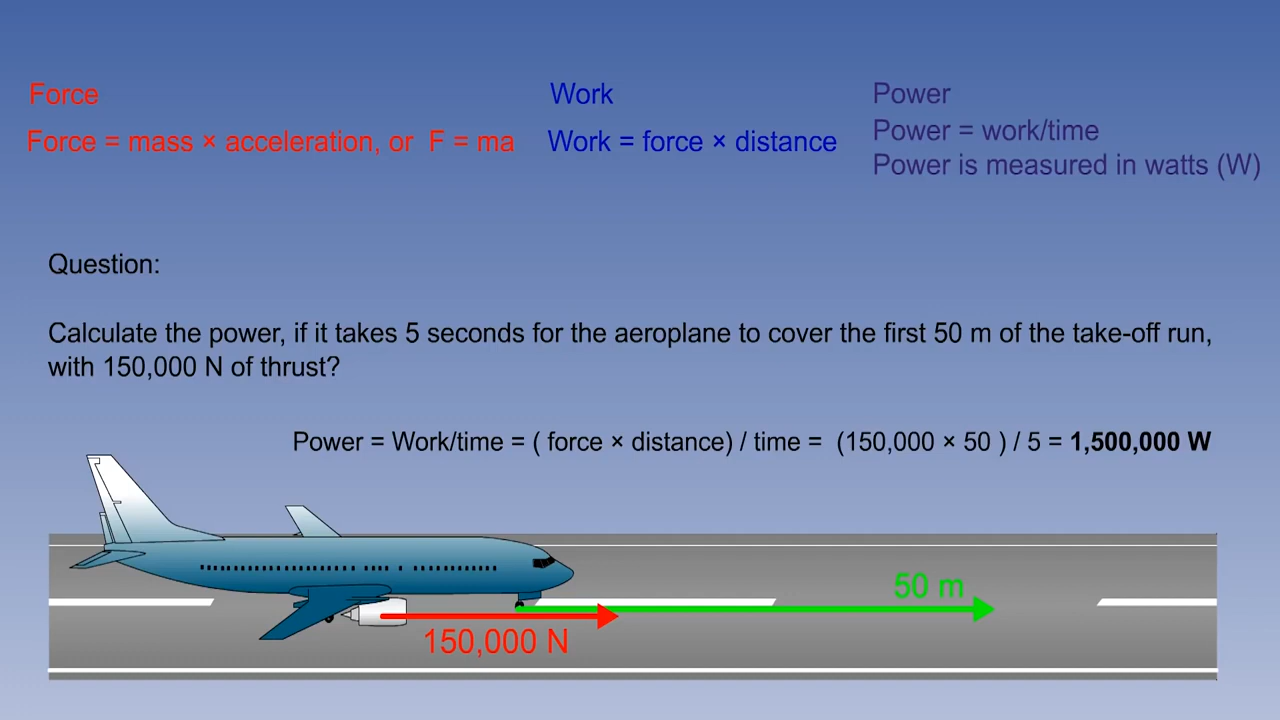 Force
Force = mass × acceleration, or F = ma
Work
Work = force × distance
Power
Power = work/time
Power is measured in watts (W)
Question:
Calculate the power, if it takes 5 seconds for the aeroplane to cover the first 50 m of the take-off run,
with 150,000 N of thrust?
Power = Work/time = ( force × distance) / time = (150,000 × 50 ) / 5 = 1,500,000 W
50 m
150,000 N